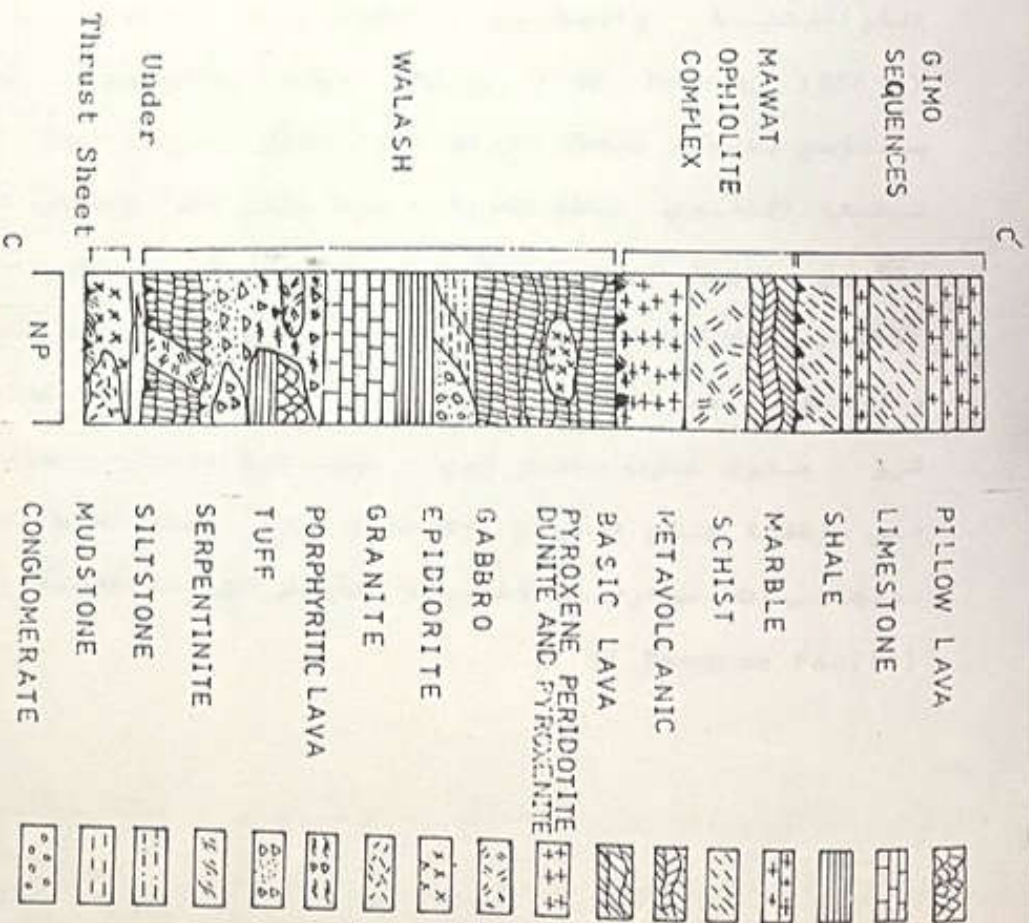 C'
GIMO
SEQUENCES
MAWAT
OPHIOLITE
COMPLEX
WALASH
Under
Thrust Sheet
C
NP
PILLOW LAVA
LIMESTONE
SHALE
MARBLE
SCHIST
METAVOLCANIC
BASIC LAVA
PYROXENE PERIDOTITE
DUNITE AND PYROXENITE
GABBRO
EPIDIORITE
GRANITE
PORPHYRITIC LAVA
TUFF
SERPENTINITE
SILTSTONE
MUDSTONE
CONGLOMERATE